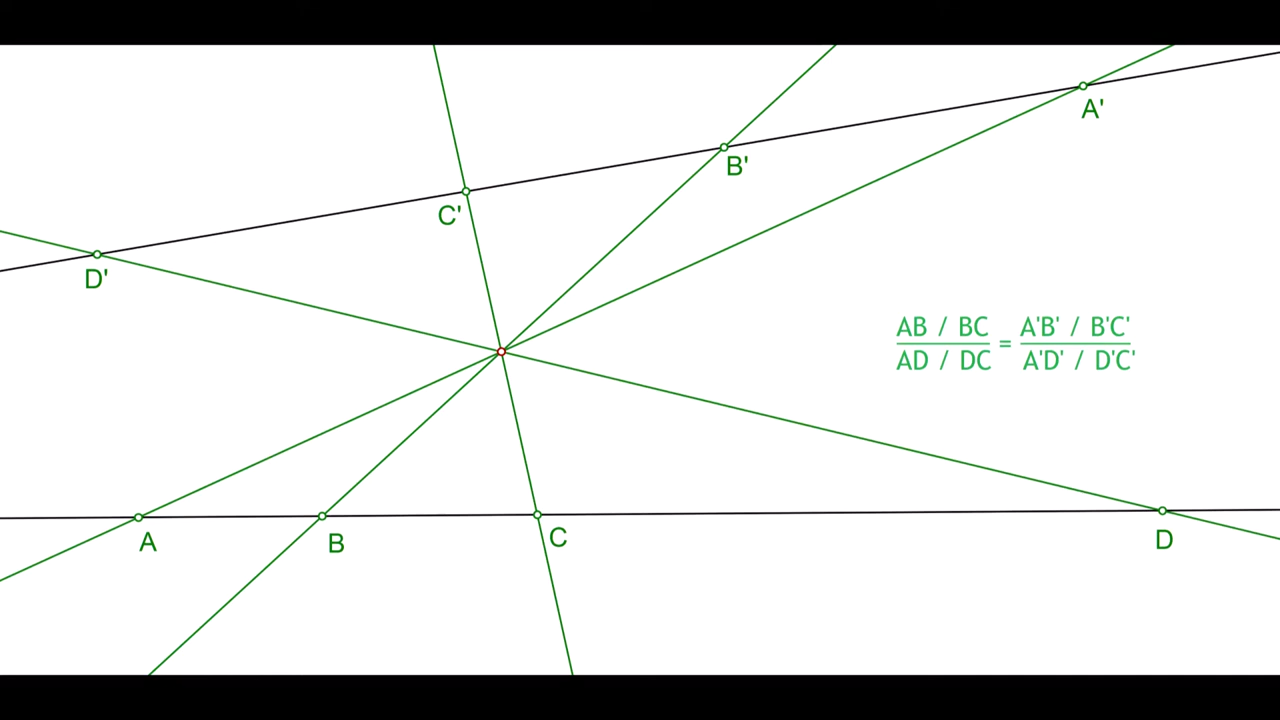 A'
B'
C'
D'
AB / BC = A'B' / B'C'
AD / DC A'D' / D'C'
A
B
C
D